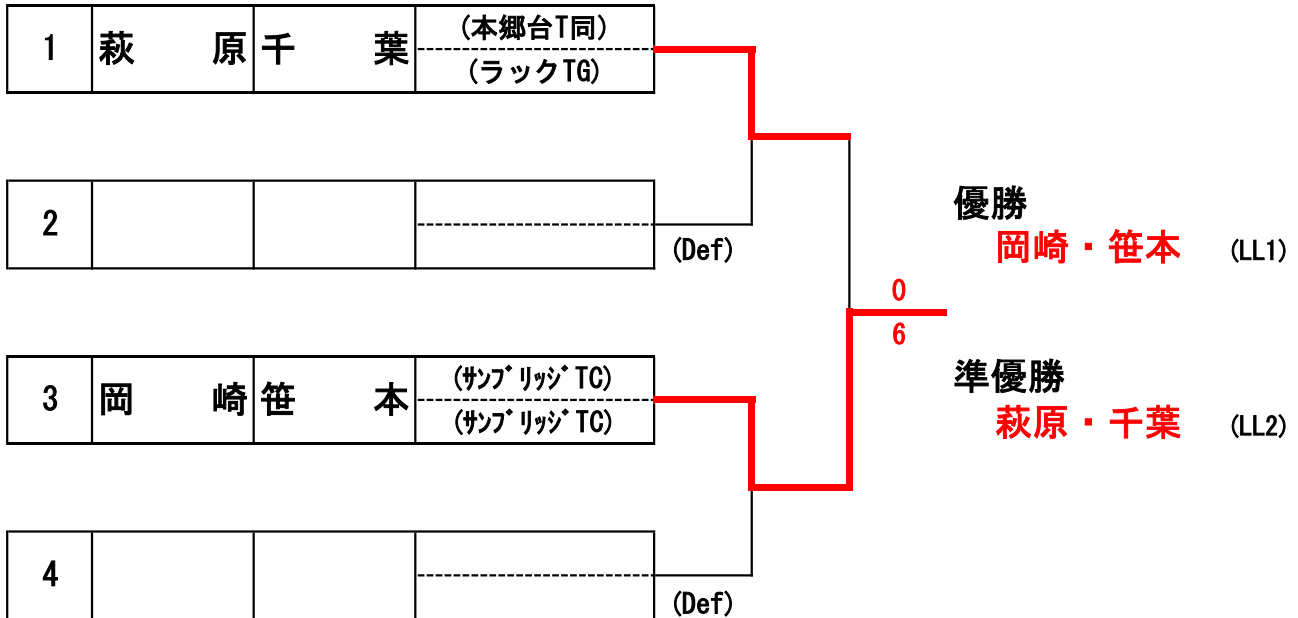 1 萩 原 千 葉 (本郷台T同)
(ラックTG)
2
(Def)
優勝
岡崎・笹本 (LL1)
0
6
3 岡 崎 笹 本 (ｻﾝﾌﾞﾘｯｼﾞTC)
(ｻﾝﾌﾞﾘｯｼﾞTC)
準優勝
萩原・千葉 (LL2)
4
(Def)